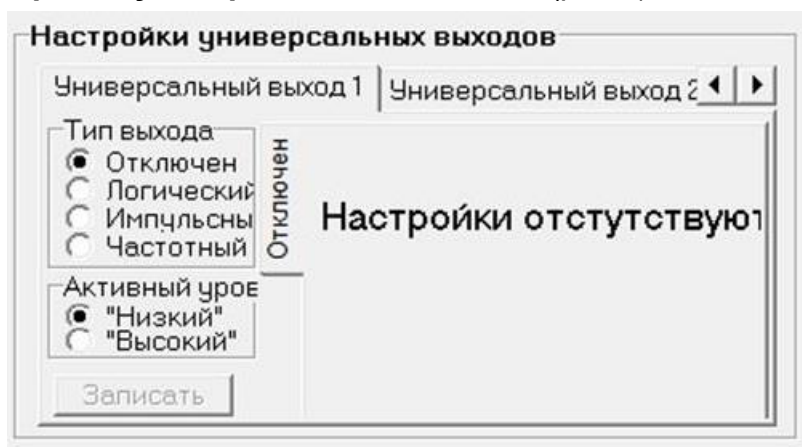 Настройки универсальных выходов
Универсальный выход 1
Универсальный выход 2
Тип выхода
Отключен
Логический
Импульсны
Частотный
Отключен
Настройки отстутствуют
Активный уров
"Низкий"
"Высокий"
Записать